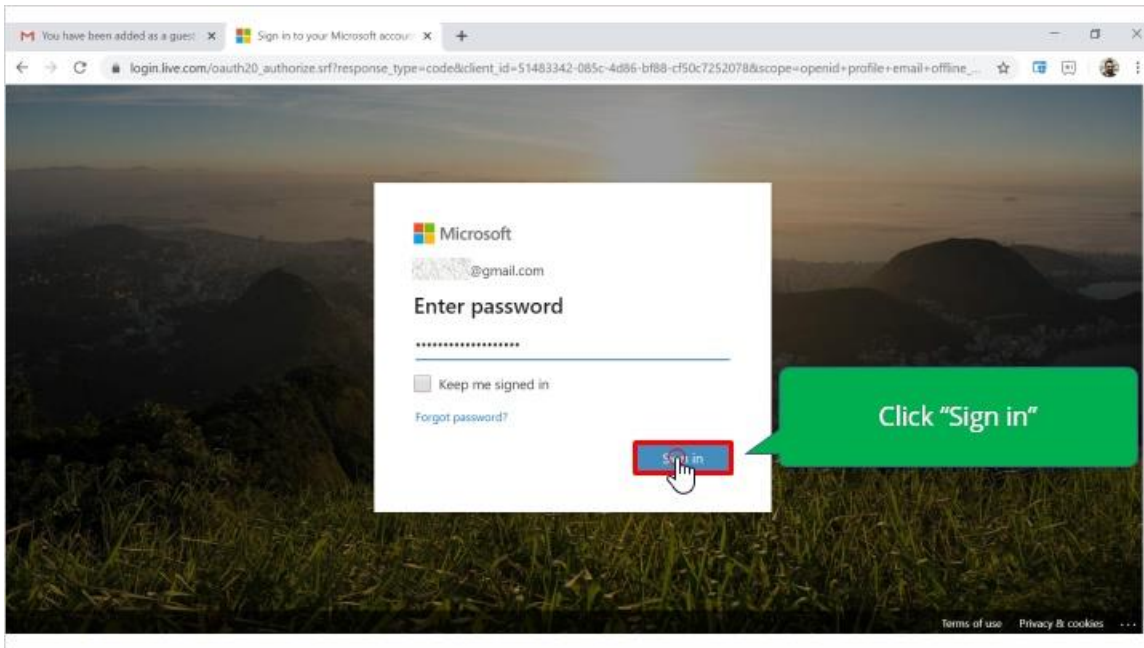 You have been added as a guest
Sign in to your Microsoft accoun
login.live.com/oauth20_authorize.srf?response_type=code&client_id=51483342-085c-4d86-bf88-cf50c7252078&scope=openid+profile+email+offline_...
Microsoft
@gmail.com
Enter password
Keep me signed in
Forgot password?
Click “Sign in”
in
Terms of use Privacy & cookies ...